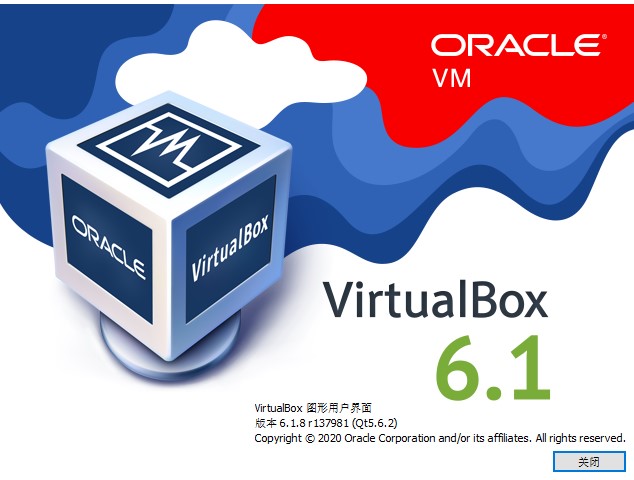 ORACLE®
VM
ORACLE
VirtualBox
VirtualBox
6.1
VirtualBox 图形用户界面
版本 6.1.8 r137981 (Qt5.6.2)
Copyright © 2020 Oracle Corporation and/or its affiliates. All rights reserved.
关闭